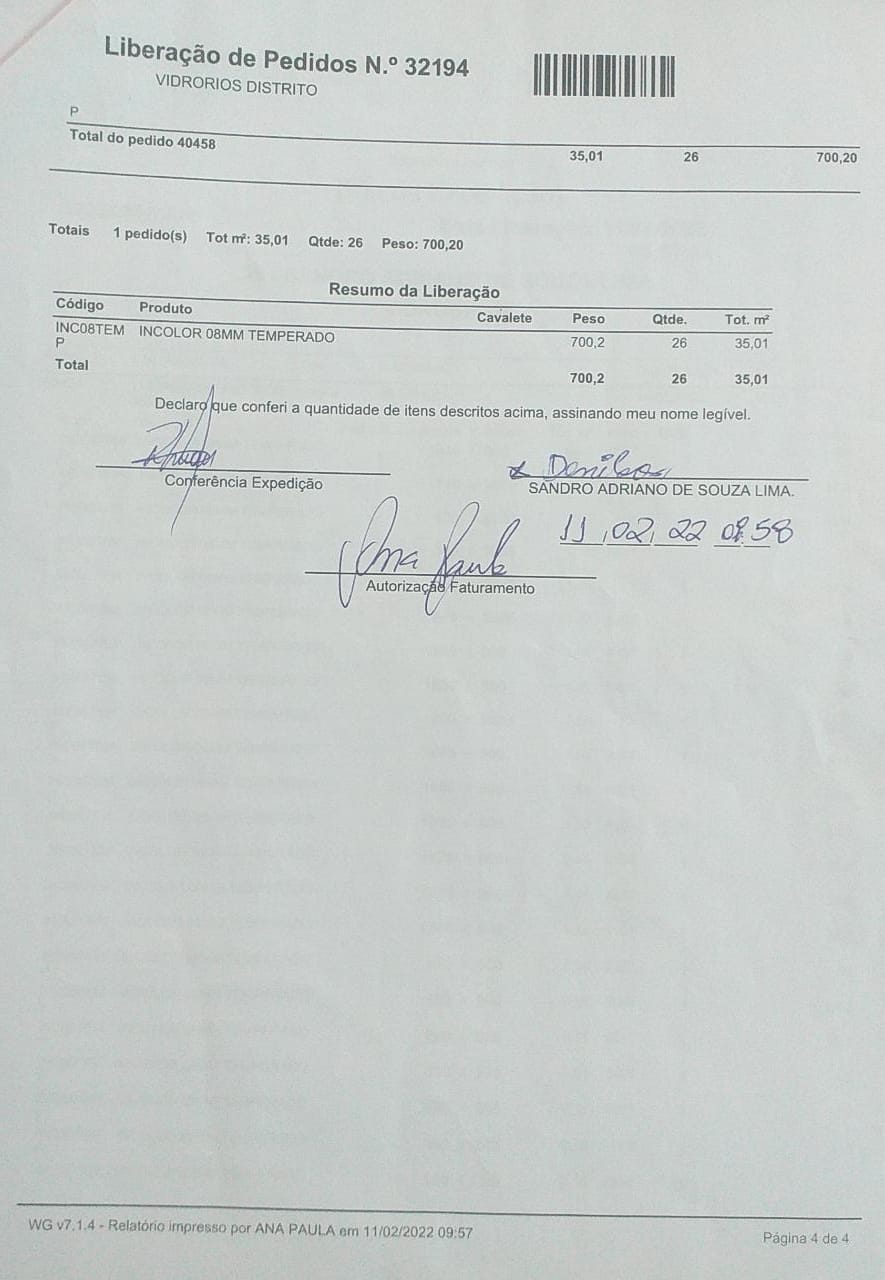 Liberação de Pedidos N.º 32194
VIDRORIOS DISTRITO
P
Total do pedido 40458 35,01 26 700,20
Totais 1 pedido(s) Tot m²: 35,01 Qtde: 26 Peso: 700,20
Resumo da Liberação
Código Produto Cavalete Peso Qtde. Tot. m²
INC08TEM INCOLOR 08MM TEMPERADO 700,2 26 35,01
P
Total 700,2 26 35,01
Declaro que conferi a quantidade de itens descritos acima, assinando meu nome legível.
Conferência Expedição
SANDRO ADRIANO DE SOUZA LIMA.
11,02,22 09:58
Ana Paula
Autorização Faturamento
WG v7.1.4 - Relatório impresso por ANA PAULA em 11/02/2022 09:57
Página 4 de 4